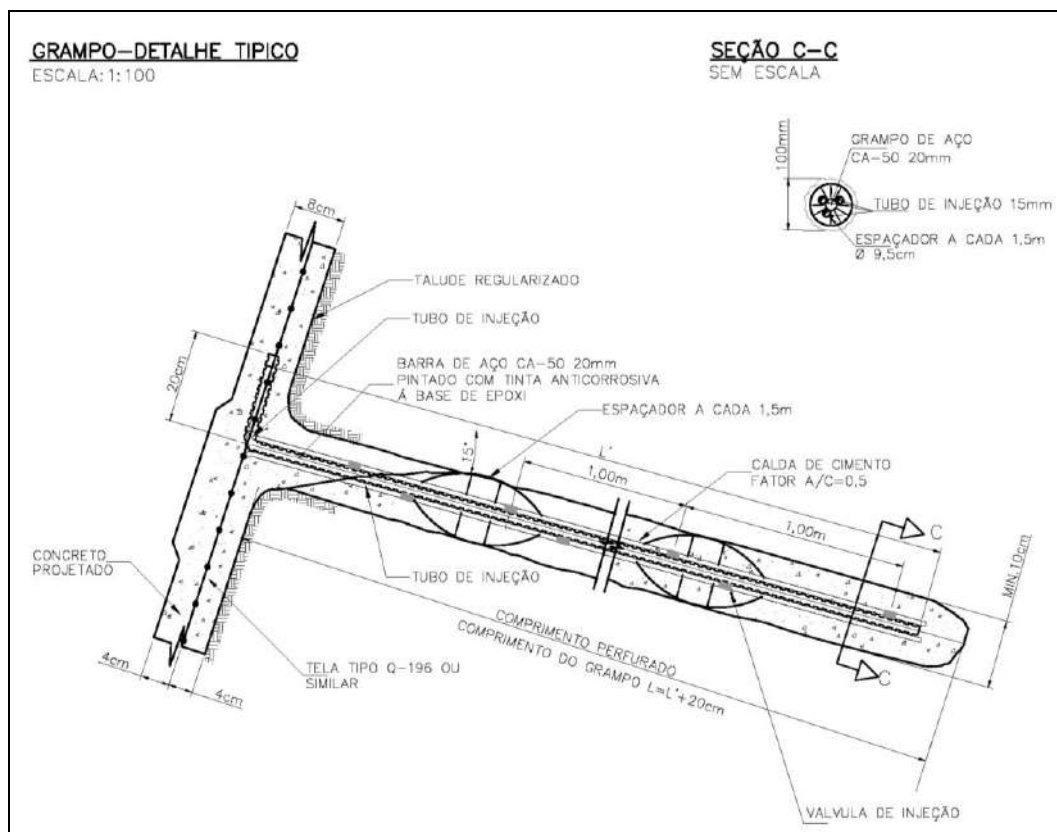 GRAMPO-DETALHE TIPICO
ESCALA: 1:100
SEÇÃO C-C
SEM ESCALA
100mm
GRAMPO DE AÇO
CA-50 20mm
TUBO DE INJEÇÃO 15mm
ESPAÇADOR A CADA 1,5m
Ø 9,5cm
8cm
TALUDE REGULARIZADO
TUBO DE INJEÇÃO
20cm
BARRA DE AÇO CA-50 20mm
PINTADO COM TINTA ANTICORROSIVA
Á BASE DE EPOXI
ESPAÇADOR A CADA 1,5m
15°
L'
1,00m
CALDA DE CIMENTO
FATOR A/C=0,5
1,00m
C
MIN.10cm
CONCRETO
PROJETADO
TUBO DE INJEÇÃO
COMPRIMENTO PERFURADO
COMPRIMENTO DO GRAMPO L=L'+20cm
C
TELA TIPO Q-196 OU
SIMILAR
4cm
4cm
VALVULA DE INJEÇÃO